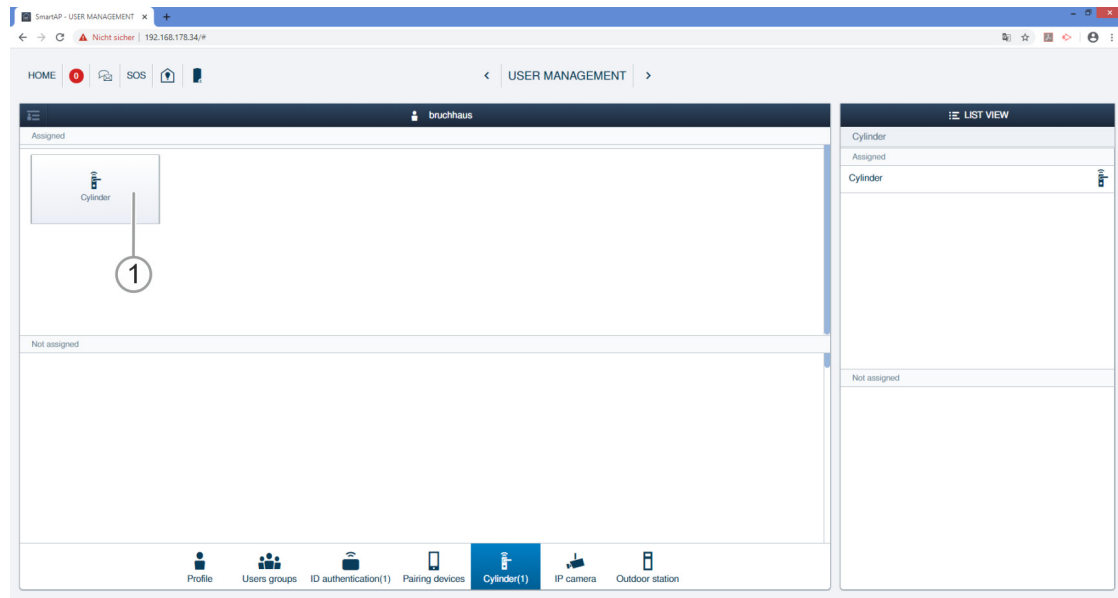 SmartAP - USER MANAGEMENT
Nicht sicher | 192.168.178.34/#
HOME 0 SOS
USER MANAGEMENT
bruchhaus
Assigned
Cylinder
1
Not assigned
Profile
Users groups
ID authentication(1)
Pairing devices
Cylinder(1)
IP camera
Outdoor station
LIST VIEW
Cylinder
Assigned
Cylinder
Not assigned